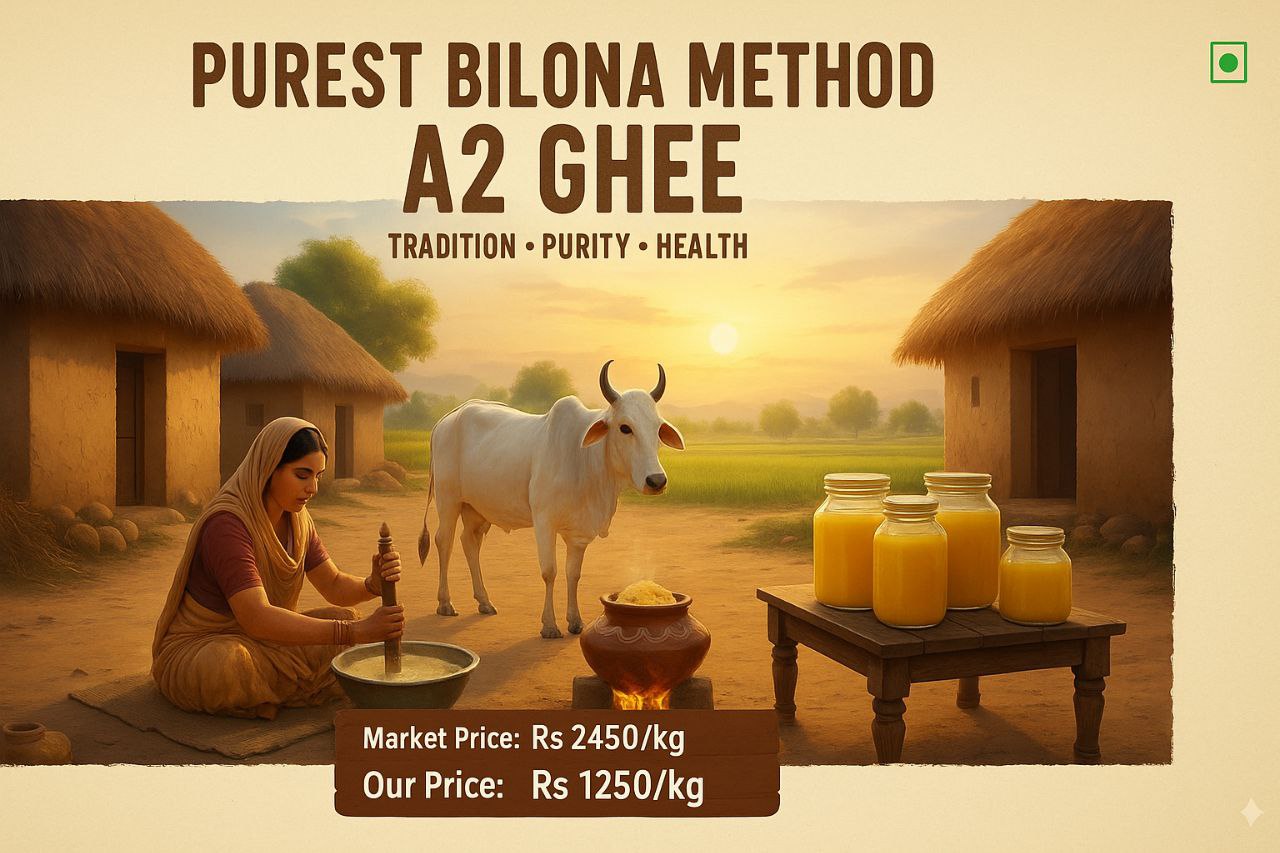 PUREST BILONA METHOD
A2 GHEE
TRADITION • PURITY • HEALTH
Market Price: Rs 2450/kg
Our Price: Rs 1250/kg